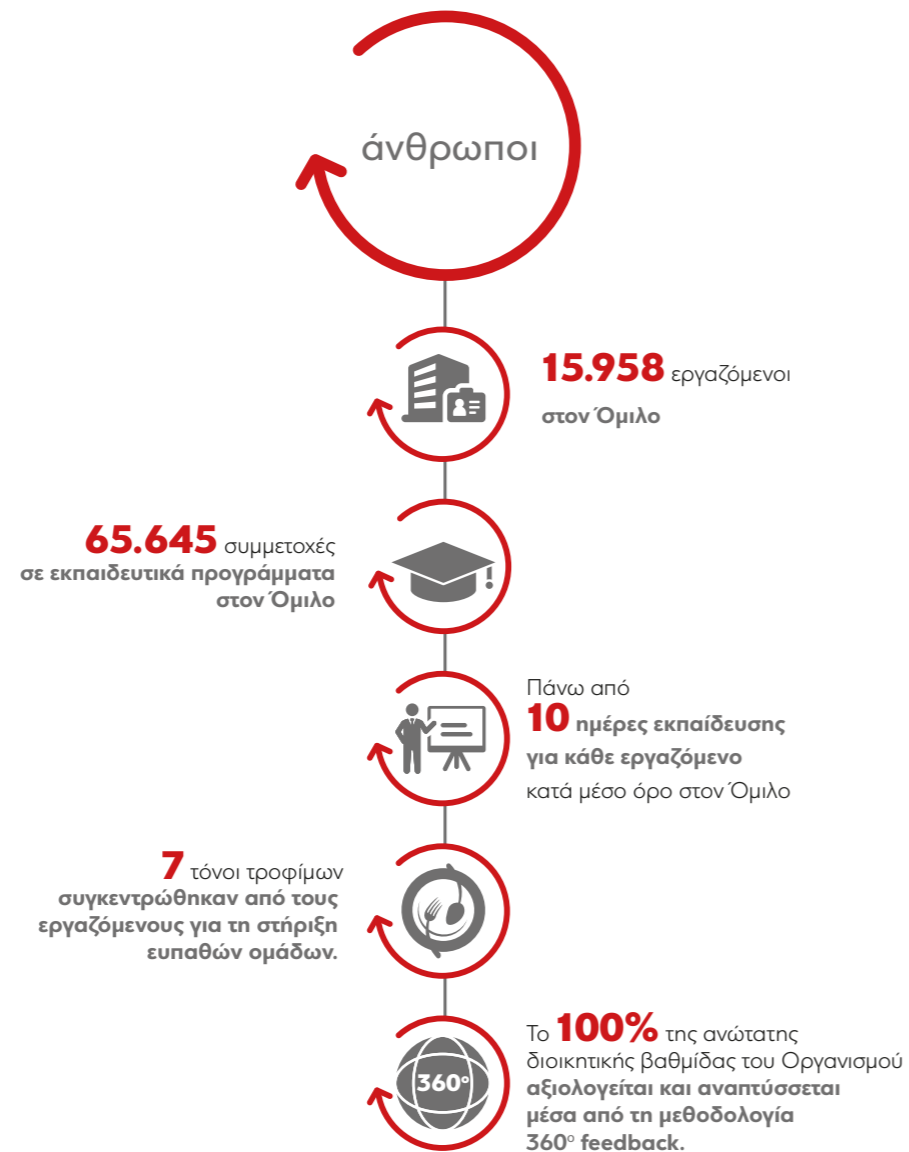 άνθρωποι
15.958 εργαζόμενοι
στον Όμιλο
65.645 συμμετοχές
σε εκπαιδευτικά προγράμματα
στον Όμιλο
Πάνω από
10 ημέρες εκπαίδευσης
για κάθε εργαζόμενο
κατά μέσο όρο στον Όμιλο
7 τόνοι τροφίμων
συγκεντρώθηκαν από τους
εργαζόμενους για τη στήριξη
ευπαθών ομάδων.
360°
Το 100% της ανώτατης
διοικητικής βαθμίδας του Οργανισμού
αξιολογείται και αναπτύσσεται
μέσα από τη μεθοδολογία
360° feedback.